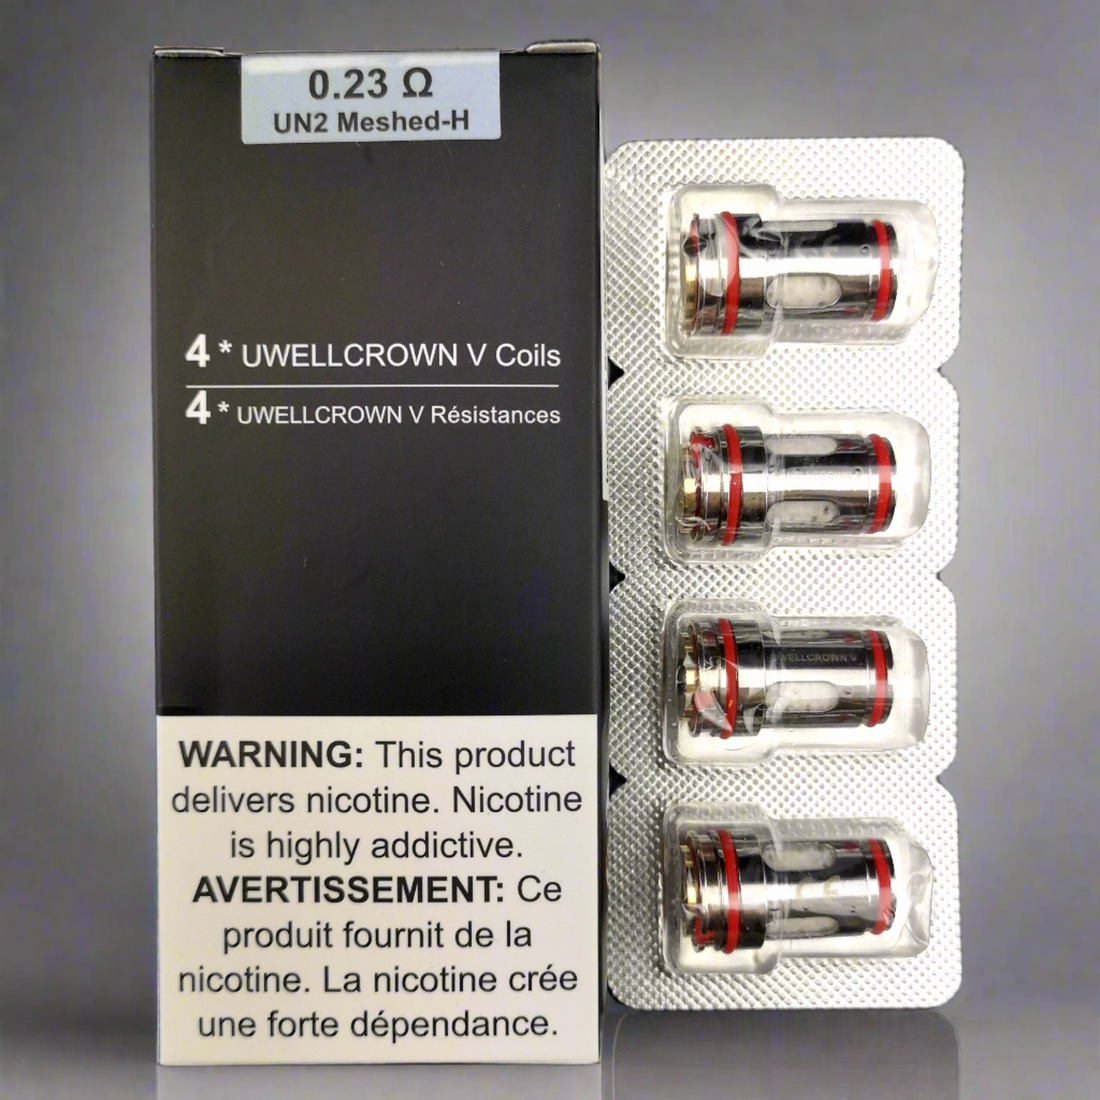 0.23 Ω
UN2 Meshed-H
4 * UWELLCROWN V Coils
4 * UWELLCROWN V Résistances
WARNING: This product
delivers nicotine. Nicotine
is highly addictive.
AVERTISSEMENT: Ce
produit fournit de la
nicotine. La nicotine crée
une forte dépendance.
WELLCROWN V